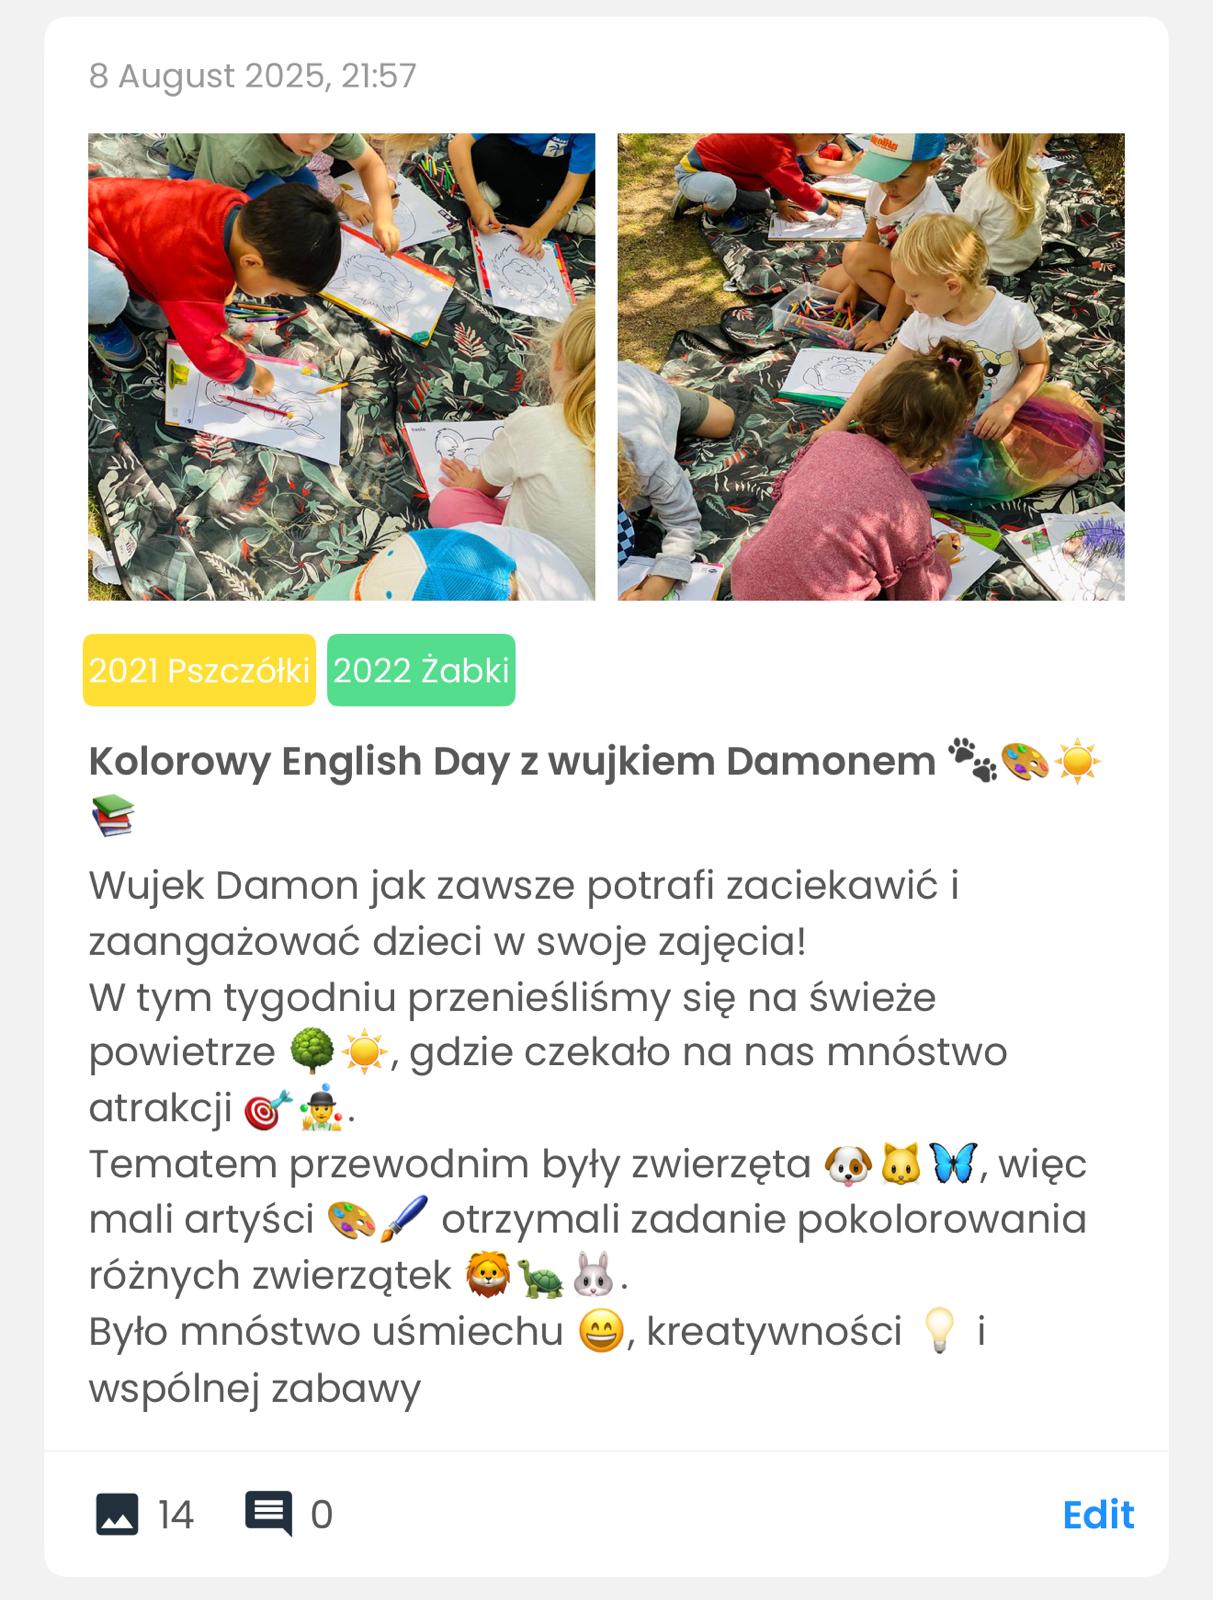 8 August 2025, 21:57
2021 Pszczółki
2022 Żabki
Kolorowy English Day z wujkiem Damonem 🐾🎨☀️
📚
Wujek Damon jak zawsze potrafi zaciekawić i
zaangażować dzieci w swoje zajęcia!
W tym tygodniu przenieśliśmy się na świeże
powietrze 🌳☀️, gdzie czekało na nas mnóstwo
atrakcji 🎯🤹.
Tematem przewodnim były zwierzęta 🐶🐱🦋, więc
mali artyści 🎨🖌️ otrzymali zadanie pokolorowania
różnych zwierzątek 🦁🐢🐰.
Było mnóstwo uśmiechu 😄, kreatywności 💡 i
wspólnej zabawy
14
0
Edit